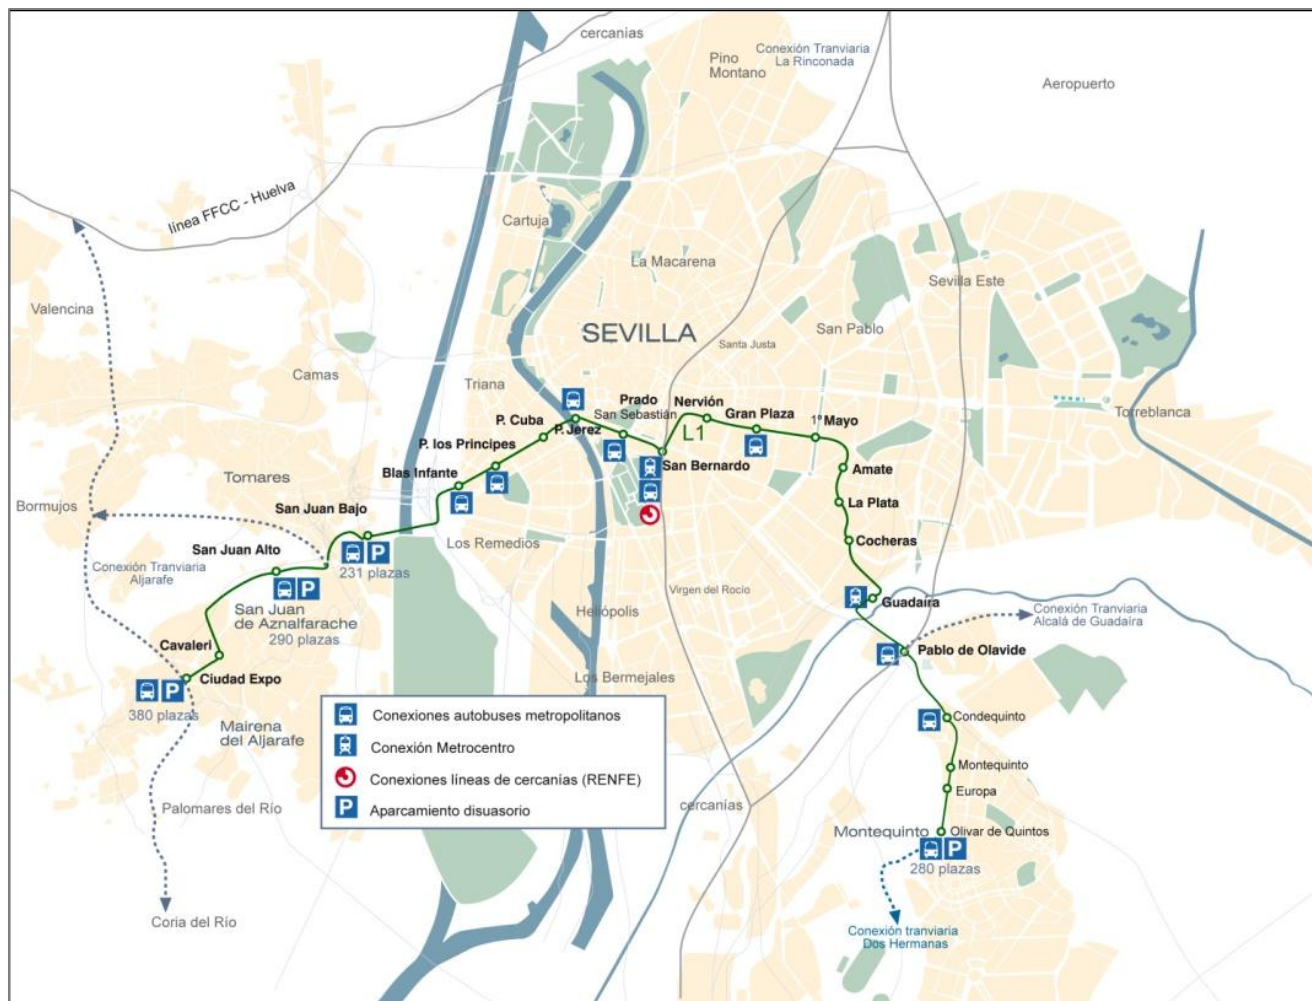 cercanías
Pino
Montano
Conexión Tranviaria
La Rinconada
Aeropuerto
línea FFCC - Huelva
Cartuja
La Macarena
Sevilla Este
Valencina
SEVILLA
San Pablo
Santa Justa
Camas
Triana
Torreblanca
Prado
San Sebastián
Nervión
Gran Plaza
1º Mayo
P. Cuba
P. Jerez
L1
P. los Principes
San Bernardo
Amate
Blas Infante
Tomares
La Plata
Bormujos
San Juan Bajo
Cocheras
Los Remedios
San Juan Alto
P
231 plazas
Conexión Tranviaria
Aljarafe
P
San Juan
de Aznalfarache
290 plazas
Virgen del Rocío
Heliópolis
Guadaíra
Conexión Tranviaria
Alcalá de Guadaíra
Cavalerl
Pablo de Olavide
Ciudad Expo
P
380 plazas
Los Bermejales
Mairena
del Aljarafe
Condequinto
Conexiones autobuses metropolitanos
Conexión Metrocentro
Conexiones líneas de cercanías (RENFE)
P
Aparcamiento disuasorio
Montequinto
Europa
Palomares del Río
cercanías
Montequinto
Olivar de Quintos
P
280 plazas
Coria del Río
Conexión tranviaria
Dos Hermanas